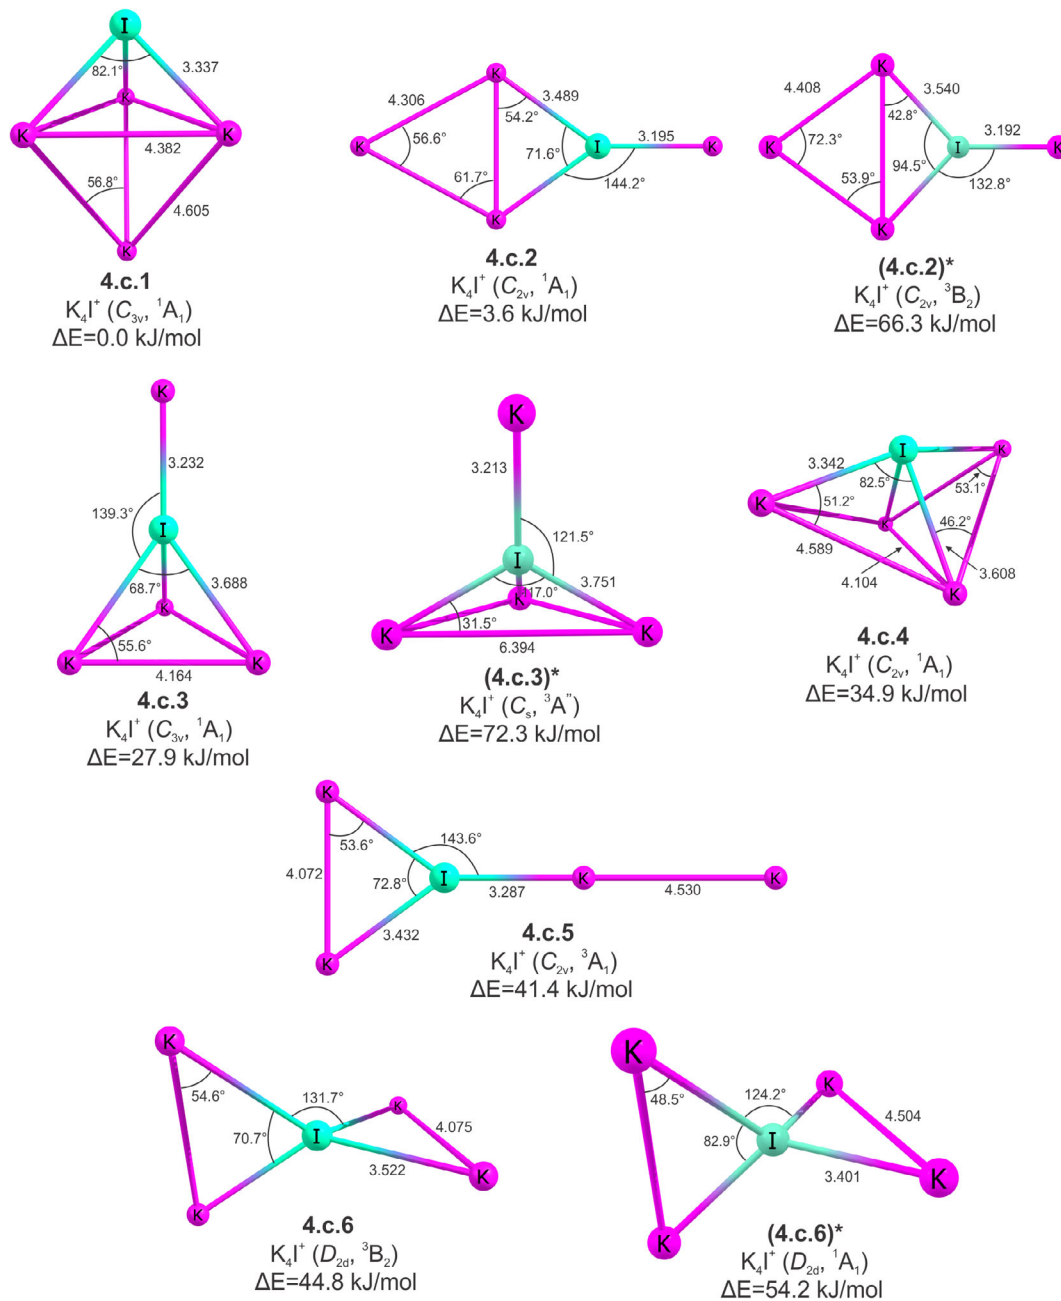 I
82.1°
3.337
K
K
K
4.382
56.8°
4.605
K
4.c.1
K₄I⁺ (C₃ᵥ, ¹A₁)
ΔE=0.0 kJ/mol
K
4.306
3.489
54.2°
K
56.6°
71.6°
I
3.195
K
61.7°
144.2°
K
4.c.2
K₄I⁺ (C₂ᵥ, ¹A₁)
ΔE=3.6 kJ/mol
K
4.408
3.540
42.8°
K
72.3°
3.192
I
K
94.5°
53.9°
132.8°
K
(4.c.2)*
K₄I⁺ (C₂ᵥ, ³B₂)
ΔE=66.3 kJ/mol
K
3.232
139.3°
I
68.7°
3.688
K
55.6°
K
K
4.164
4.c.3
K₄I⁺ (C₃ᵥ, ¹A₁)
ΔE=27.9 kJ/mol
K
3.213
121.5°
I
3.751
117.0°
K
31.5°
K
K
6.394
(4.c.3)*
K₄I⁺ (Cₛ, ³A”)
ΔE=72.3 kJ/mol
I
K
3.342
82.5°
53.1°
K
51.2°
K
46.2°
4.589
4.104
3.608
K
4.c.4
K₄I⁺ (C₂ᵥ, ¹A₁)
ΔE=34.9 kJ/mol
K
53.6°
143.6°
4.072
72.8°
I
3.287
K
4.530
K
3.432
K
4.c.5
K₄I⁺ (C₂ᵥ, ³A₁)
ΔE=41.4 kJ/mol
K
54.6°
131.7°
K
70.7°
I
4.075
3.522
K
K
4.c.6
K₄I⁺ (D₂d, ³B₂)
ΔE=44.8 kJ/mol
K
48.5°
124.2°
K
4.504
82.9°
I
3.401
K
K
(4.c.6)*
K₄I⁺ (D₂d, ¹A₁)
ΔE=54.2 kJ/mol